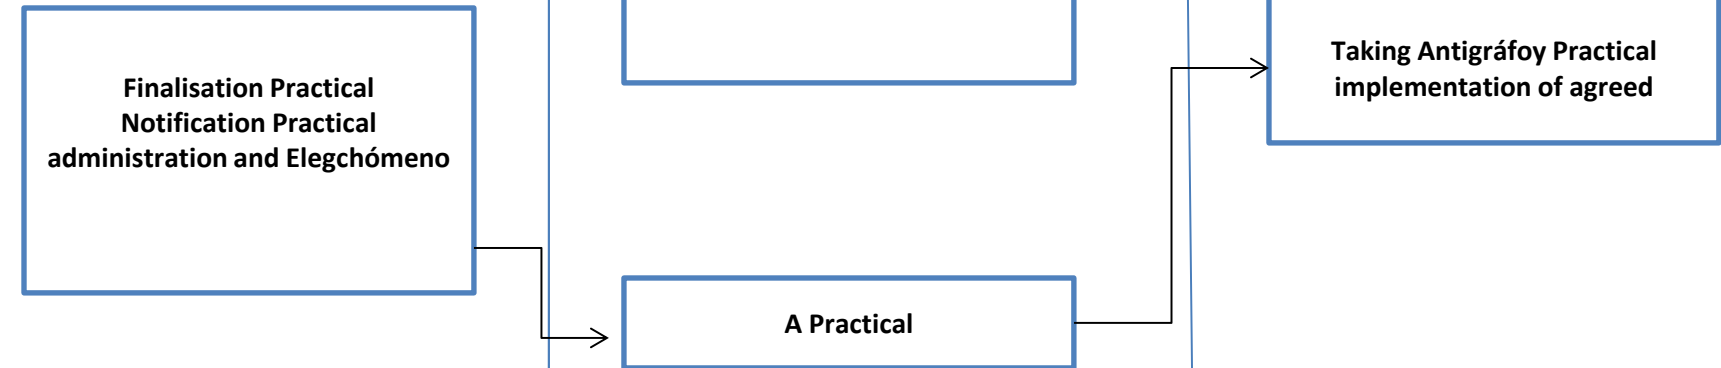 Finalisation Practical
Notification Practical
administration and Elegchómeno
A Practical
Taking Antigráfoy Practical
implementation of agreed